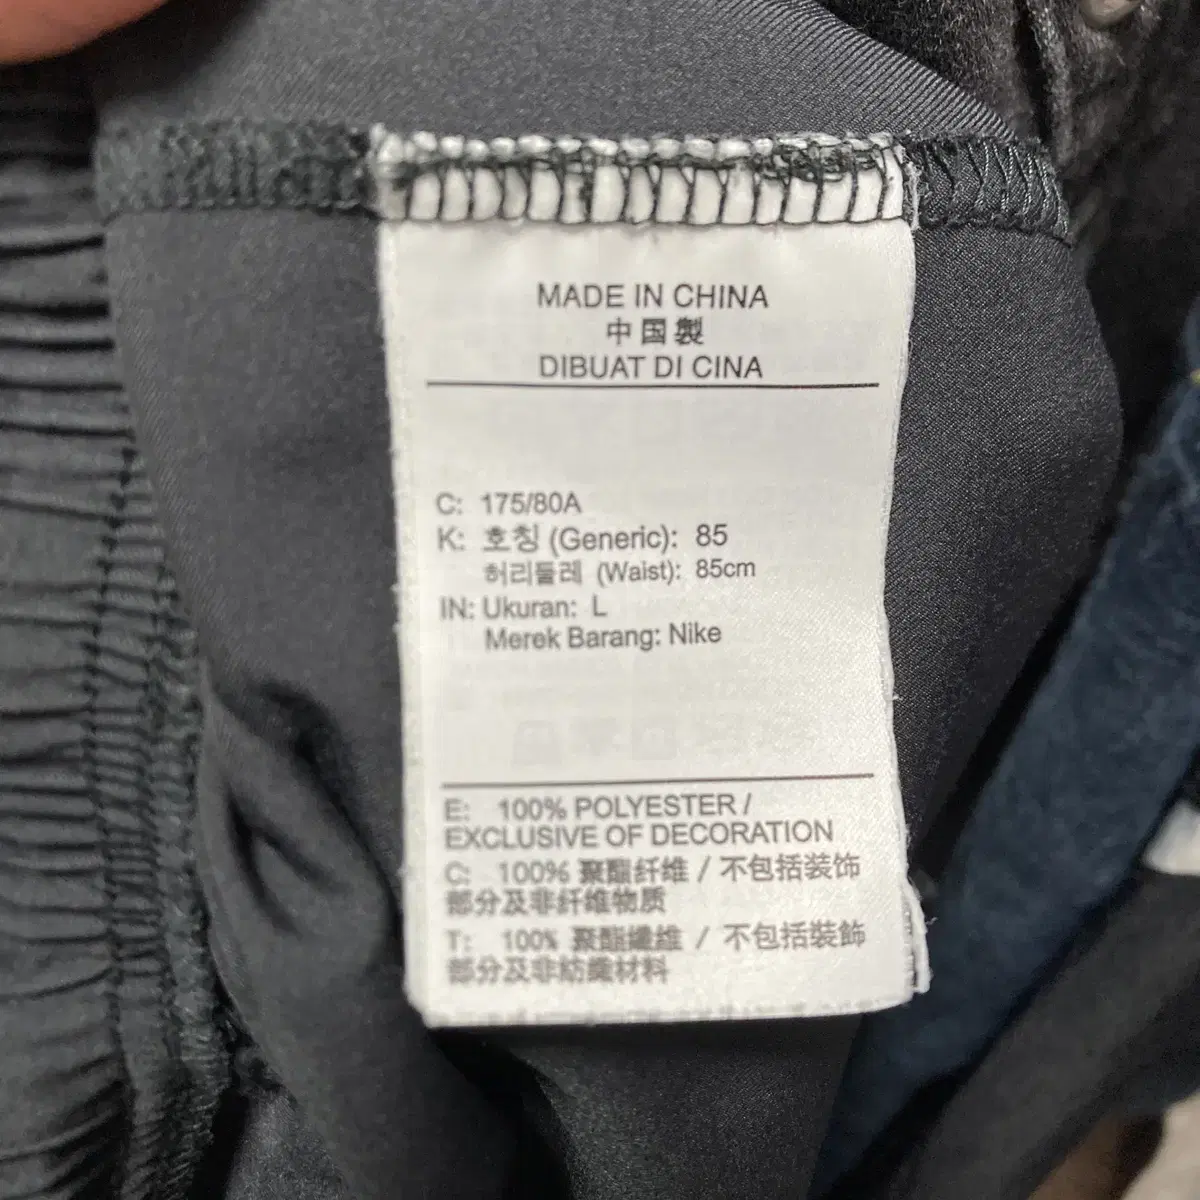 MADE IN CHINA
中国製
DIBUAT DI CINA
C: 175/80A
K: 호칭 (Generic): 85
허리둘레 (Waist): 85cm
IN: Ukuran: L
Merek Barang: Nike
E: 100% POLYESTER /
EXCLUSIVE OF DECORATION
C: 100% 聚酯纤维 / 不包括装饰
部分及非纤维物质
T: 100% 聚酯纖維 / 不包括裝飾
部分及非紡織材料